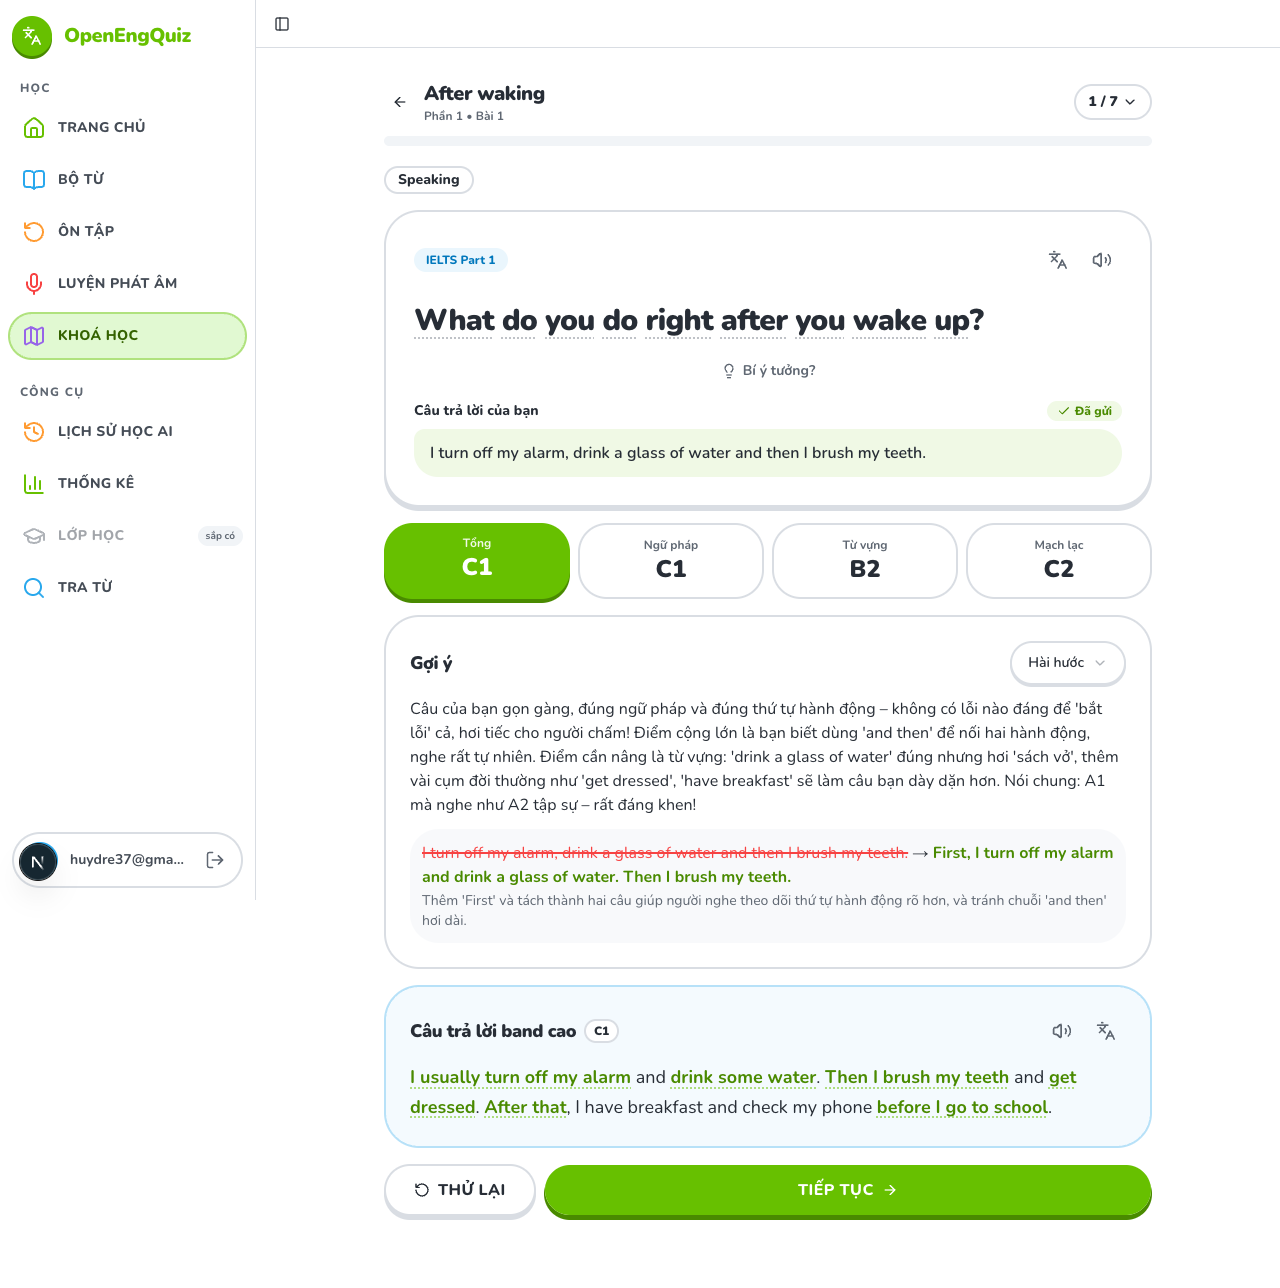 OpenEngQuiz
HỌC
TRANG CHỦ
BỘ TỪ
ÔN TẬP
LUYỆN PHÁT ÂM
KHOÁ HỌC
CÔNG CỤ
LỊCH SỬ HỌC AI
THỐNG KÊ
LỚP HỌC
sắp có
TRA TỪ
N
huydre37@gma...
After waking
Phần 1 • Bài 1
1 / 7
Speaking
IELTS Part 1
What do you do right after you wake up?
Bí ý tưởng?
Câu trả lời của bạn
Đã gửi
I turn off my alarm, drink a glass of water and then I brush my teeth.
Tổng
C1
Ngữ pháp
C1
Từ vựng
B2
Mạch lạc
C2
Gợi ý
Hài hước
Câu của bạn gọn gàng, đúng ngữ pháp và đúng thứ tự hành động – không có lỗi nào đáng để 'bắt
lỗi' cả, hơi tiếc cho người chấm! Điểm cộng lớn là bạn biết dùng 'and then' để nối hai hành động,
nghe rất tự nhiên. Điểm cần nâng là từ vựng: 'drink a glass of water' đúng nhưng hơi 'sách vở', thêm
vài cụm đời thường như 'get dressed', 'have breakfast' sẽ làm câu bạn dày dặn hơn. Nói chung: A1
mà nghe như A2 tập sự – rất đáng khen!
I turn off my alarm, drink a glass of water and then I brush my teeth. → First, I turn off my alarm
and drink a glass of water. Then I brush my teeth.
Thêm 'First' và tách thành hai câu giúp người nghe theo dõi thứ tự hành động rõ hơn, và tránh chuỗi 'and then'
hơi dài.
Câu trả lời band cao
C1
I usually turn off my alarm and drink some water. Then I brush my teeth and get
dressed. After that, I have breakfast and check my phone before I go to school.
THỬ LẠI
TIẾP TỤC →